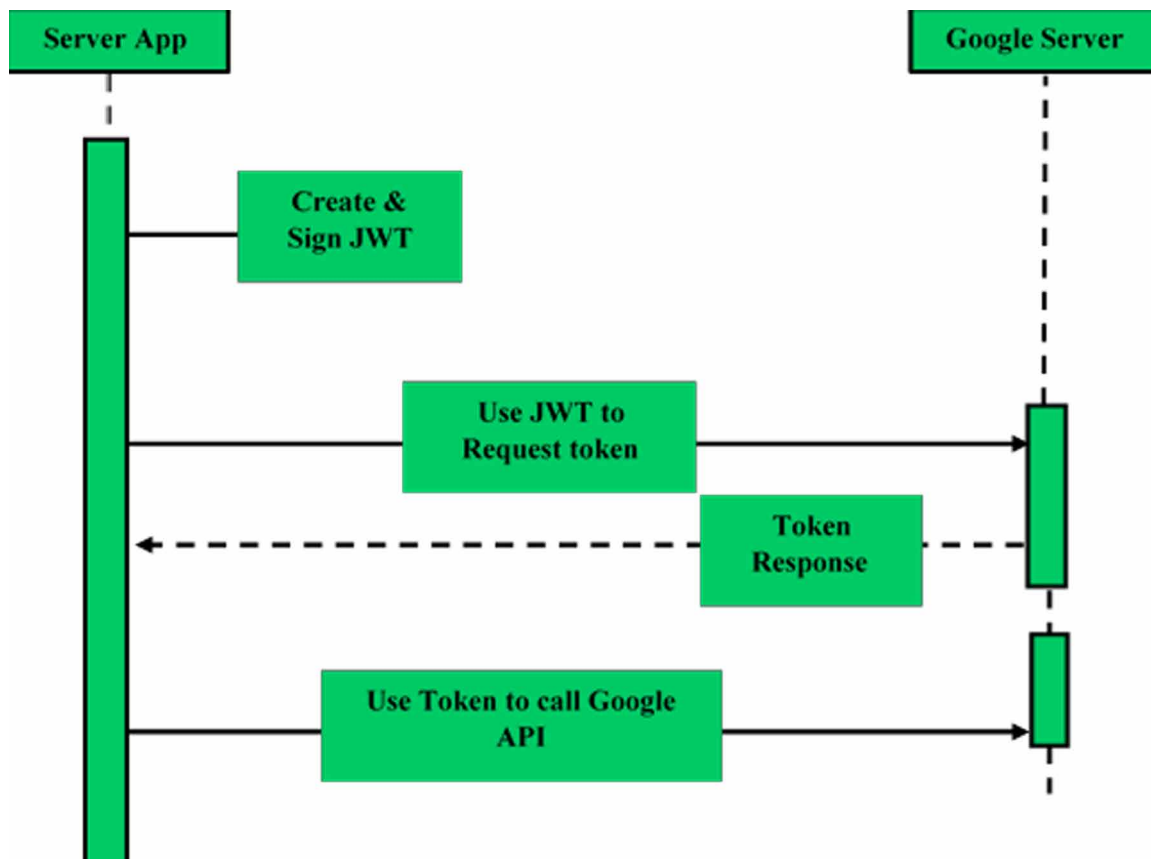 Server App
Google Server
Create &
Sign JWT
Use JWT to
Request token
Token
Response
Use Token to call Google
API